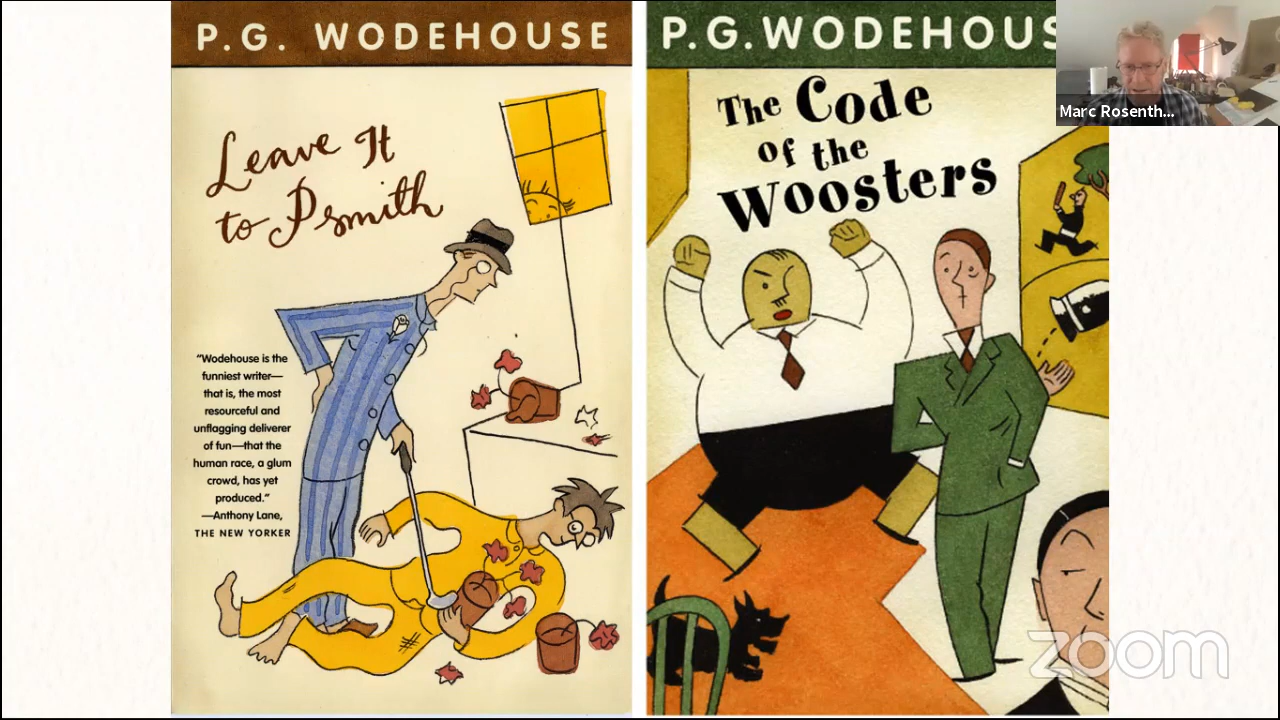 P.G. WODEHOUSE
Leave It
to Psmith
“Wodehouse is the
funniest writer—
that is, the most
resourceful and
unflagging deliverer
of fun—that the
human race, a glum
crowd, has yet
produced.”
—Anthony Lane,
THE NEW YORKER
P.G.WODEHOUS
The Code
of the
Woosters
Marc Rosenth...
zoom